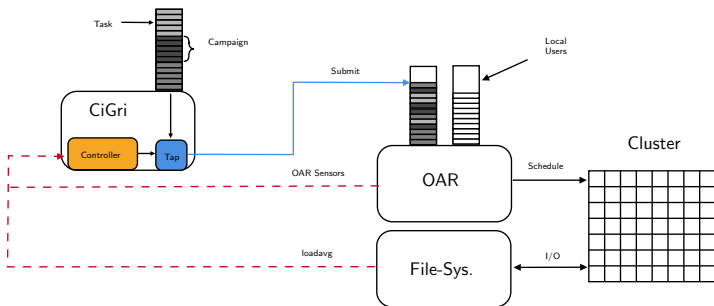 Task
Campaign
Local
Users
CiGri
Submit
Controller
Tap
Cluster
OAR Sensors
OAR
Schedule
loadavg
File-Sys.
I/O